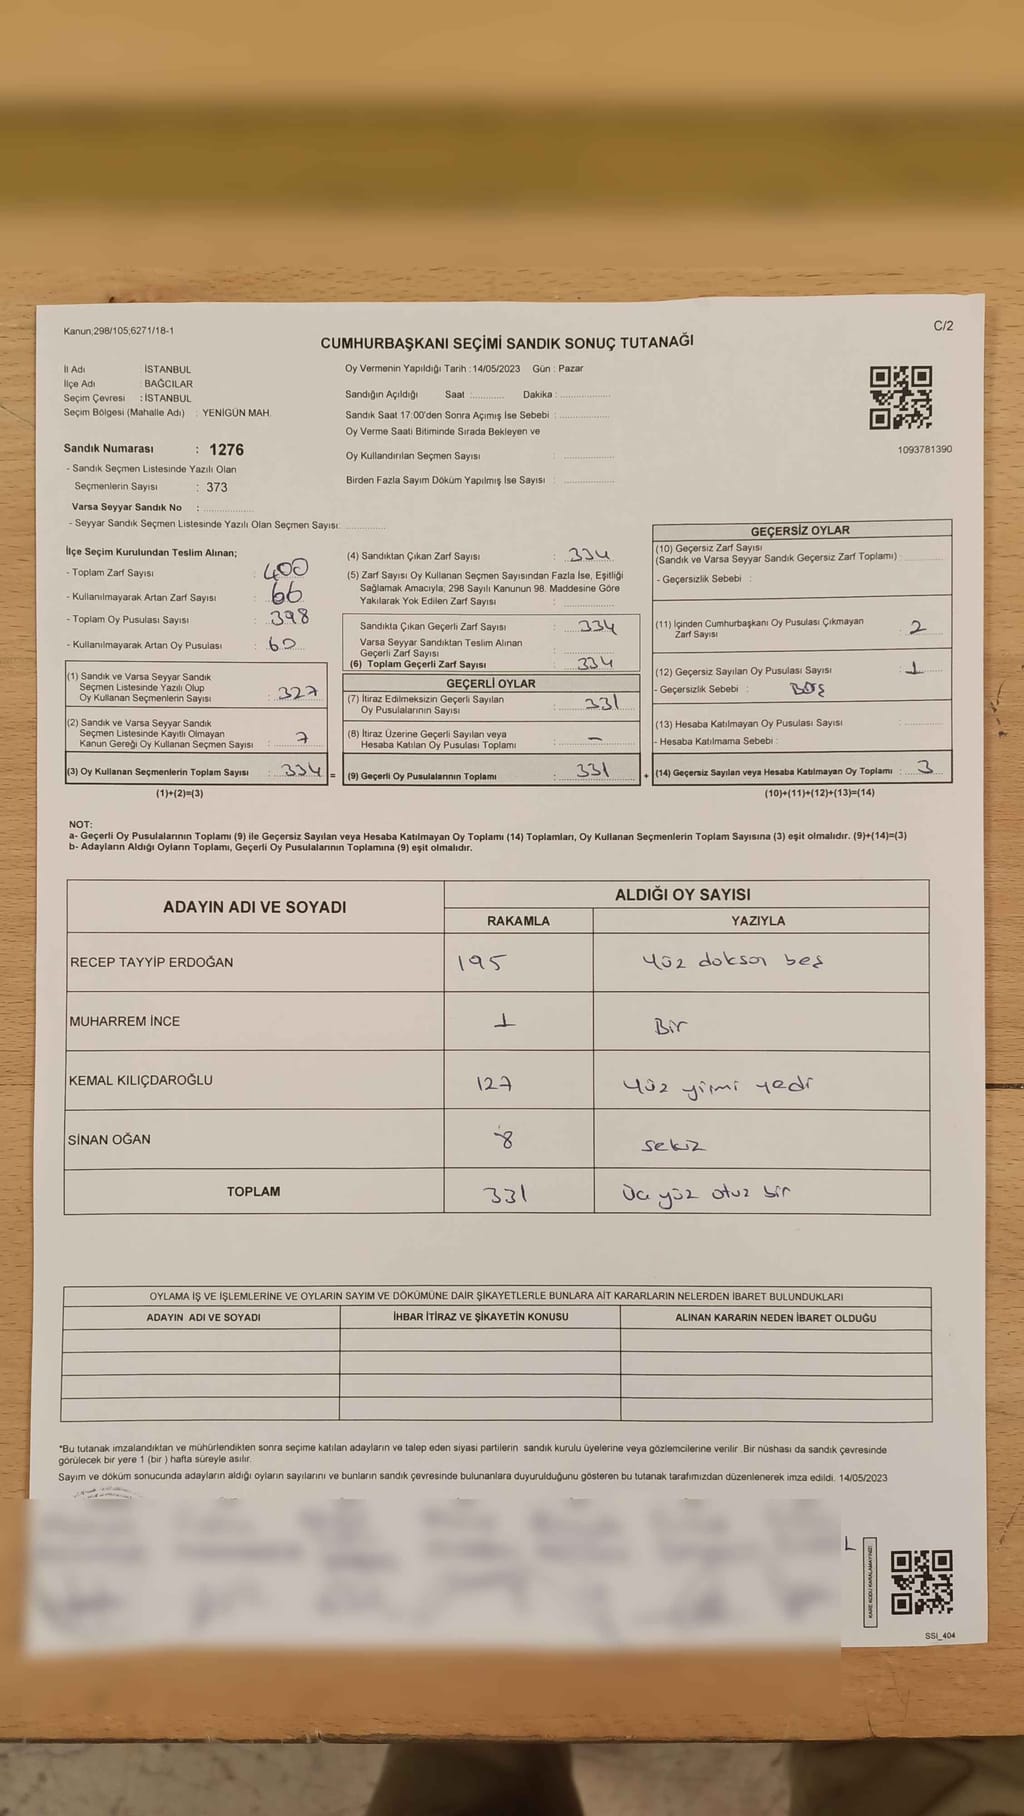 Kanun;298/105;6271/18-1
C/2
CUMHURBAŞKANI SEÇİMİ SANDIK SONUÇ TUTANAĞI
İl Adı : İSTANBUL
İlçe Adı : BAĞCILAR
Seçim Çevresi : İSTANBUL
Seçim Bölgesi (Mahalle Adı) : YENİGÜN MAH.
Sandık Numarası : 1276
- Sandık Seçmen Listesinde Yazılı Olan
Seçmenlerin Sayısı : 373
Varsa Seyyar Sandık No :
- Seyyar Sandık Seçmen Listesinde Yazılı Olan Seçmen Sayısı:
Oy Vermenin Yapıldığı Tarih : 14/05/2023 Gün : Pazar
Sandığın Açıldığı Saat : Dakika :
Sandık Saat 17:00'den Sonra Açımış İse Sebebi :
Oy Verme Saati Bitiminde Sırada Bekleyen ve
Oy Kullandırılan Seçmen Sayısı :
Birden Fazla Sayım Döküm Yapılmış İse Sayısı :
1093781390
İlçe Seçim Kurulundan Teslim Alınan;
- Toplam Zarf Sayısı : 400
- Kullanılmayarak Artan Zarf Sayısı : 66
- Toplam Oy Pusulası Sayısı : 398
- Kullanılmayarak Artan Oy Pusulası : 60
(1) Sandık ve Varsa Seyyar Sandık
Seçmen Listesinde Yazılı Olup
Oy Kullanan Seçmenlerin Sayısı : 327
(2) Sandık ve Varsa Seyyar Sandık
Seçmen Listesinde Kayıtlı Olmayan
Kanun Gereği Oy Kullanan Seçmen Sayısı : 7
(3) Oy Kullanan Seçmenlerin Toplam Sayısı : 334 =
(1)+(2)=(3)
(4) Sandıktan Çıkan Zarf Sayısı : 334
(5) Zarf Sayısı Oy Kullanan Seçmen Sayısından Fazla İse, Eşitliği
Sağlamak Amacıyla; 298 Sayılı Kanunun 98. Maddesine Göre
Yakılarak Yok Edilen Zarf Sayısı :
Sandıkta Çıkan Geçerli Zarf Sayısı : 334
Varsa Seyyar Sandıktan Teslim Alınan
Geçerli Zarf Sayısı :
(6) Toplam Geçerli Zarf Sayısı : 334
GEÇERLİ OYLAR
(7) İtiraz Edilmeksizin Geçerli Sayılan
Oy Pusulalarının Sayısı : 331
(8) İtiraz Üzerine Geçerli Sayılan veya
Hesaba Katılan Oy Pusulası Toplamı : -
(9) Geçerli Oy Pusulalarının Toplamı : 331 +
GEÇERSİZ OYLAR
(10) Geçersiz Zarf Sayısı
(Sandık ve Varsa Seyyar Sandık Geçersiz Zarf Toplamı) :
- Geçersizlik Sebebi :
(11) İçinden Cumhurbaşkanı Oy Pusulası Çıkmayan
Zarf Sayısı : 2
(12) Geçersiz Sayılan Oy Pusulası Sayısı : 1
- Geçersizlik Sebebi : BOŞ
(13) Hesaba Katılmayan Oy Pusulası Sayısı :
- Hesaba Katılmama Sebebi :
(14) Geçersiz Sayılan veya Hesaba Katılmayan Oy Toplamı : 3
(10)+(11)+(12)+(13)=(14)
NOT:
a- Geçerli Oy Pusulalarının Toplamı (9) ile Geçersiz Sayılan veya Hesaba Katılmayan Oy Toplamı (14) Toplamları, Oy Kullanan Seçmenlerin Toplam Sayısına (3) eşit olmalıdır. (9)+(14)=(3)
b- Adayların Aldığı Oyların Toplamı, Geçerli Oy Pusulalarının Toplamına (9) eşit olmalıdır.
ADAYIN ADI VE SOYADI ALDIĞI OY SAYISI
RAKAMLA YAZIYLA
RECEP TAYYİP ERDOĞAN 195 Yüz doksan beş
MUHARREM İNCE 1 Bir
KEMAL KILIÇDAROĞLU 127 Yüz yirmi yedi
SİNAN OĞAN 8 sekiz
TOPLAM 331 Üç yüz otuz bir
OYLAMA İŞ VE İŞLEMLERİNE VE OYLARIN SAYIM VE DÖKÜMÜNE DAİR ŞİKAYETLERLE BUNLARA AİT KARARLARIN NELERDEN İBARET BULUNDUKLARI
ADAYIN ADI VE SOYADI İHBAR İTİRAZ VE ŞİKAYETİN KONUSU ALINAN KARARIN NEDEN İBARET OLDUĞU
*Bu tutanak imzalandıktan ve mühürlendikten sonra seçime katılan adayların ve talep eden siyasi partilerin sandık kurulu üyelerine veya gözlemcilerine verilir. Bir nüshası da sandık çevresinde
görülecek bir yere 1 (bir ) hafta süreyle asılır.
Sayım ve döküm sonucunda adayların aldığı oyların sayılarını ve bunların sandık çevresinde bulunanlara duyurulduğunu gösteren bu tutanak tarafımızdan düzenlenerek imza edildi. 14/05/2023
L
KARE KODU KARALAMAYINIZ!
SSI_404